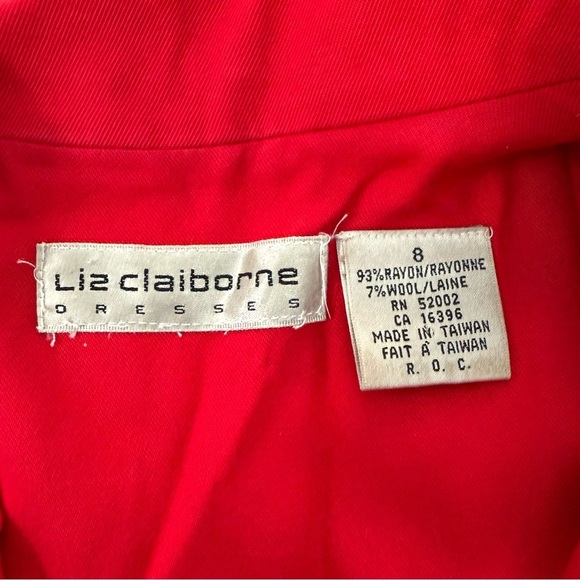 Liz claiborne
DRESSES
8
93%RAYON/RAYONNE
7%WOOL/LAINE
RN 52002
CA 16396
MADE IN TAIWAN
FAIT À TAIWAN
R. O. C.